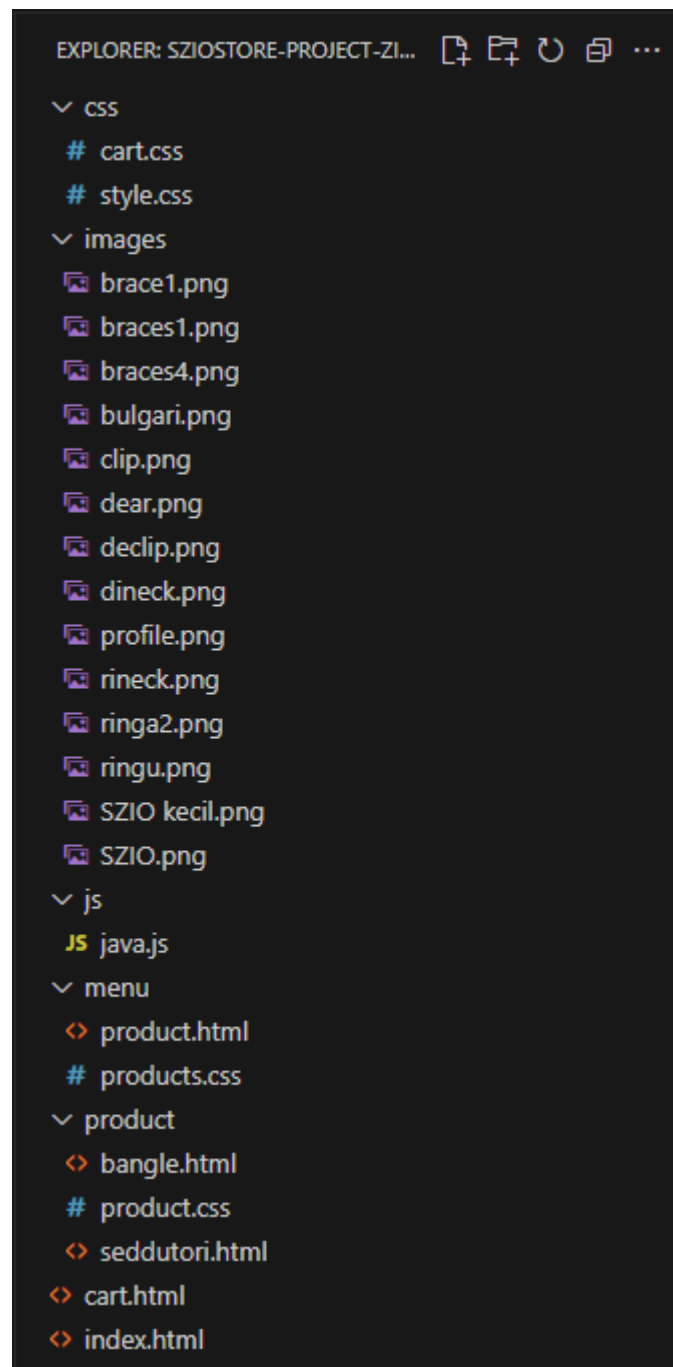 EXPLORER: SZIOSTORE-PROJECT-ZI...
css
# cart.css
# style.css
images
brace1.png
braces1.png
braces4.png
bulgari.png
clip.png
dear.png
declip.png
dineck.png
profile.png
rineck.png
ringa2.png
ringu.png
SZIO kecil.png
SZIO.png
js
JS java.js
menu
<> product.html
# products.css
product
<> bangle.html
# product.css
<> seddutori.html
<> cart.html
<> index.html